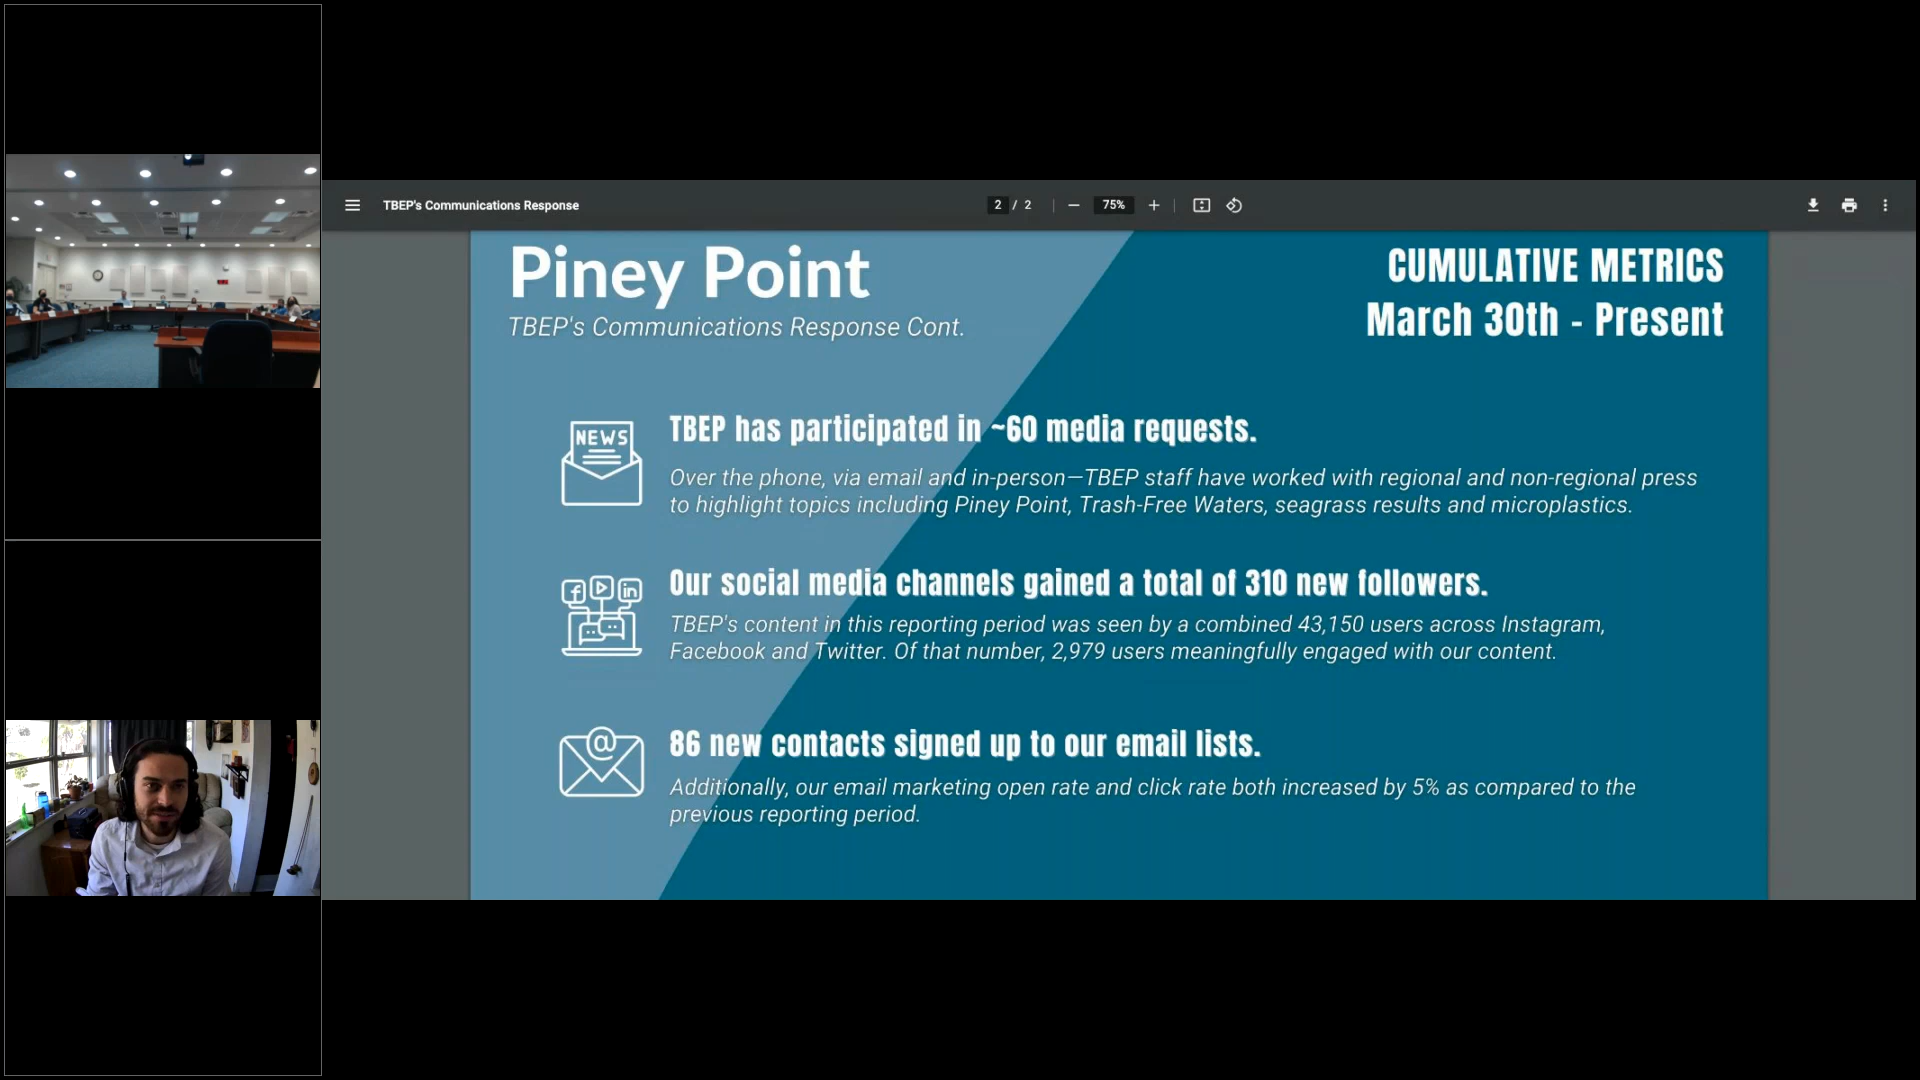 TBEP's Communications Response
2 / 2
75%
Piney Point
TBEP's Communications Response Cont.
CUMULATIVE METRICS
March 30th - Present
NEWS
TBEP has participated in ~60 media requests.
Over the phone, via email and in-person—TBEP staff have worked with regional and non-regional press
to highlight topics including Piney Point, Trash-Free Waters, seagrass results and microplastics.
Our social media channels gained a total of 310 new followers.
TBEP's content in this reporting period was seen by a combined 43,150 users across Instagram,
Facebook and Twitter. Of that number, 2,979 users meaningfully engaged with our content.
86 new contacts signed up to our email lists.
Additionally, our email marketing open rate and click rate both increased by 5% as compared to the
previous reporting period.